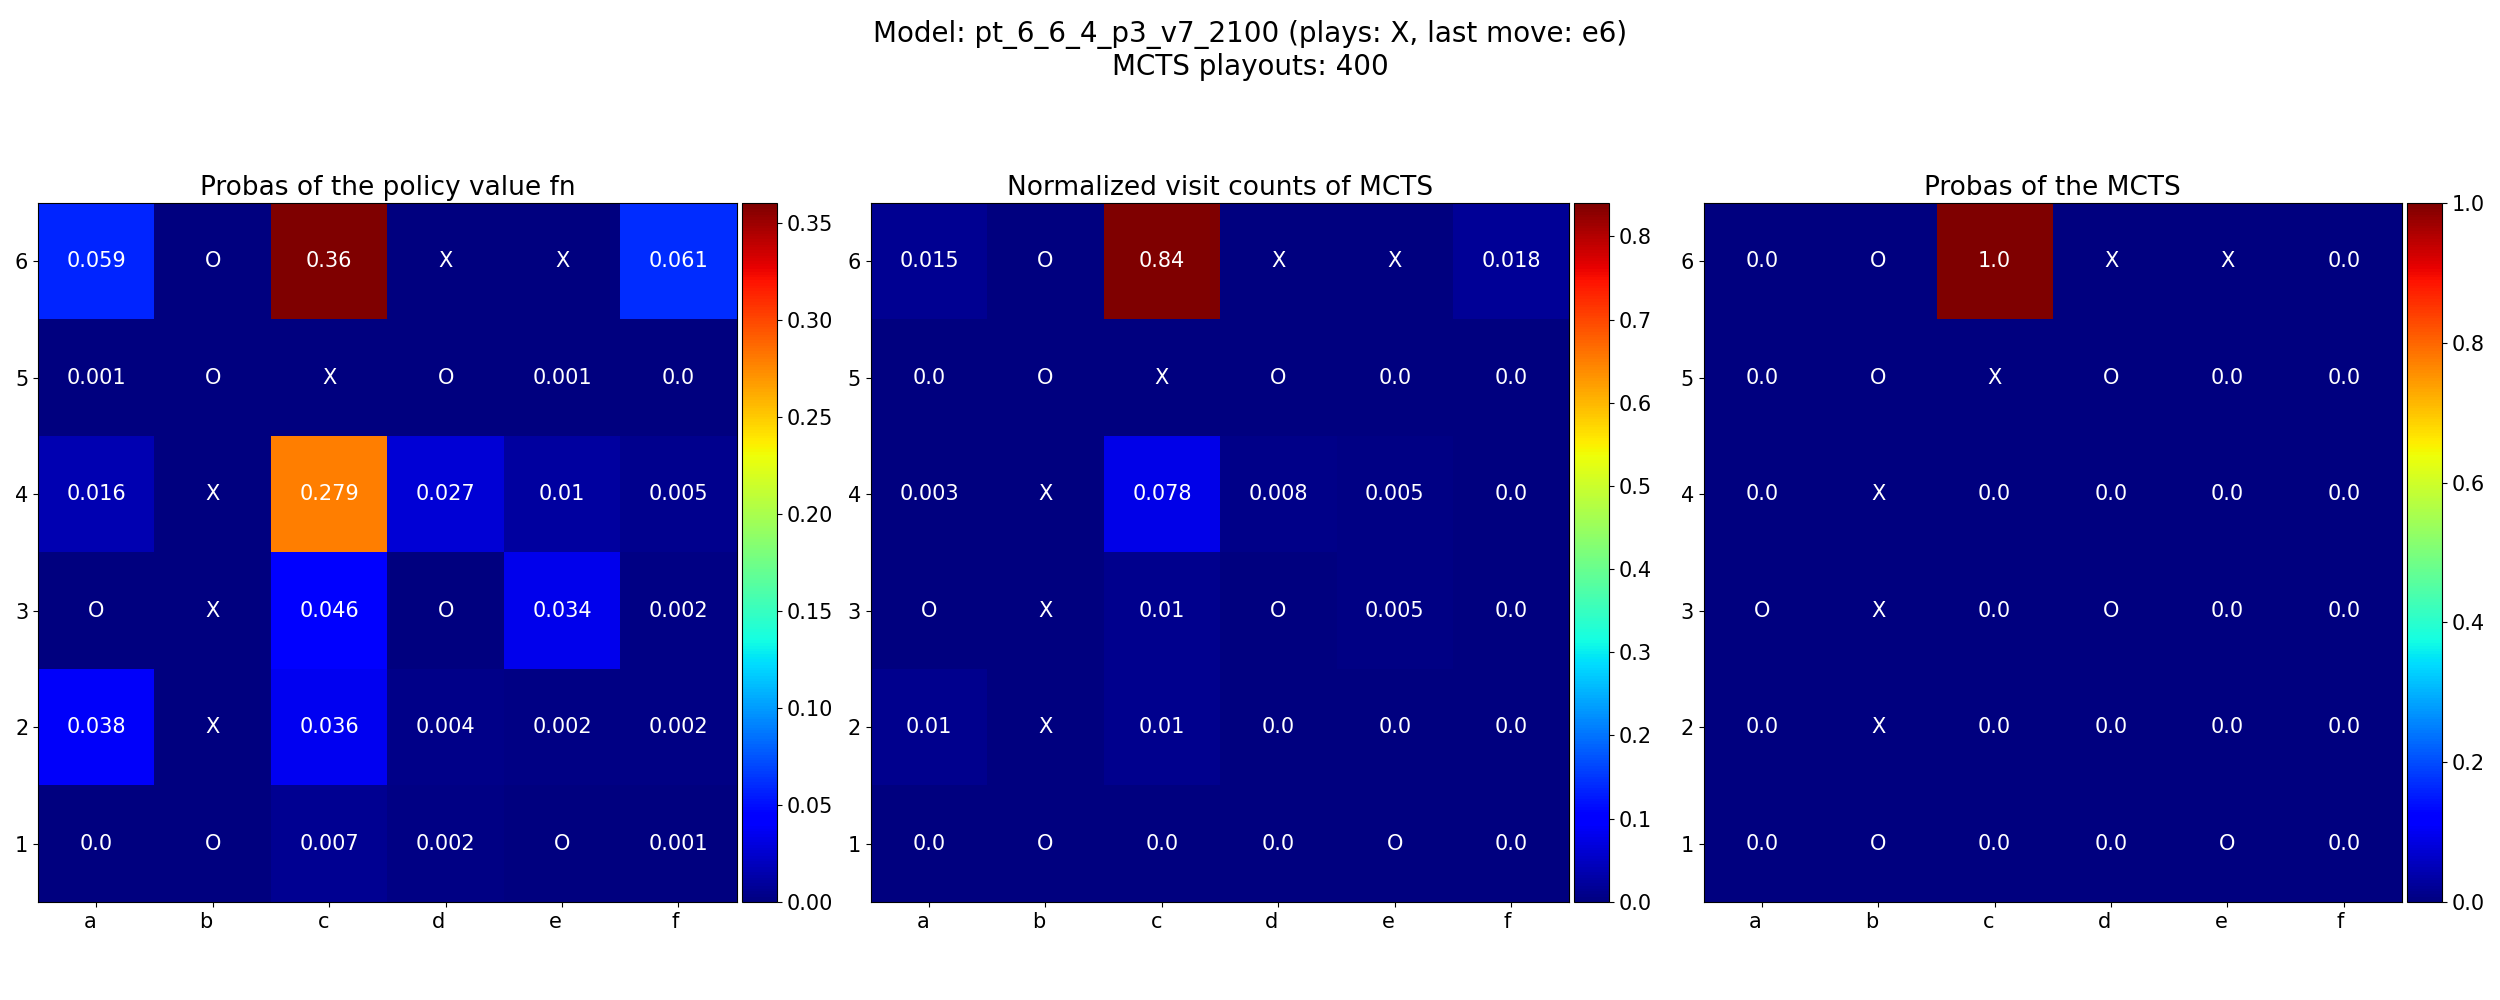 Model: pt_6_6_4_p3_v7_2100 (plays: X, last move: e6)
MCTS playouts: 400
Probas of the policy value fn
6 0.059 O 0.36 X X 0.061
5 0.001 O X O 0.001 0.0
4 0.016 X 0.279 0.027 0.01 0.005
3 O X 0.046 O 0.034 0.002
2 0.038 X 0.036 0.004 0.002 0.002
1 0.0 O 0.007 0.002 O 0.001
a b c d e f
0.35
0.30
0.25
0.20
0.15
0.10
0.05
0.00
Normalized visit counts of MCTS
6 0.015 O 0.84 X X 0.018
5 0.0 O X O 0.0 0.0
4 0.003 X 0.078 0.008 0.005 0.0
3 O X 0.01 O 0.005 0.0
2 0.01 X 0.01 0.0 0.0 0.0
1 0.0 O 0.0 0.0 O 0.0
a b c d e f
0.8
0.7
0.6
0.5
0.4
0.3
0.2
0.1
0.0
Probas of the MCTS
6 0.0 O 1.0 X X 0.0
5 0.0 O X O 0.0 0.0
4 0.0 X 0.0 0.0 0.0 0.0
3 O X 0.0 O 0.0 0.0
2 0.0 X 0.0 0.0 0.0 0.0
1 0.0 O 0.0 0.0 O 0.0
a b c d e f
1.0
0.8
0.6
0.4
0.2
0.0